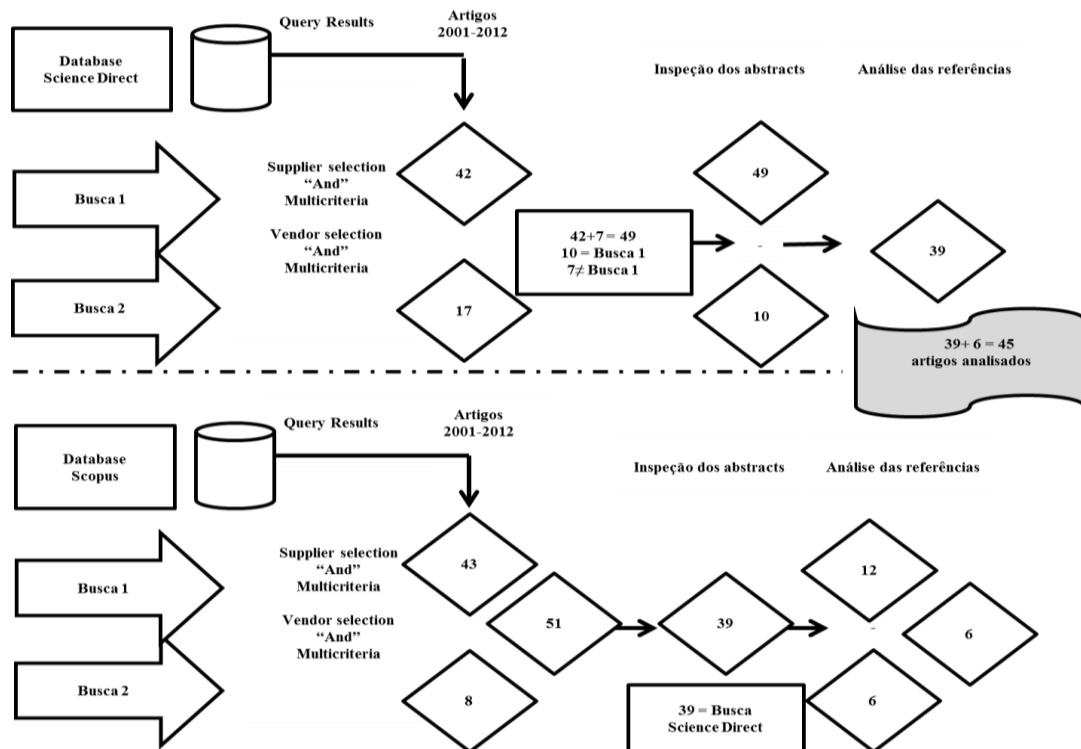 Query Results
Artigos
2001-2012
Database
Science Direct
Inspeção dos abstracts
Análise das referências
Busca 1
Supplier selection
“And”
Multicriteria
42
49
Vendor selection
“And”
Multicriteria
42+7 = 49
10 = Busca 1
7≠ Busca 1
-
39
Busca 2
17
10
39+ 6 = 45
artigos analisados
Query Results
Artigos
2001-2012
Database
Scopus
Inspeção dos abstracts
Análise das referências
Busca 1
Supplier selection
“And”
Multicriteria
43
12
Vendor selection
“And”
Multicriteria
51
39
-
6
Busca 2
8
39 = Busca
Science Direct
6